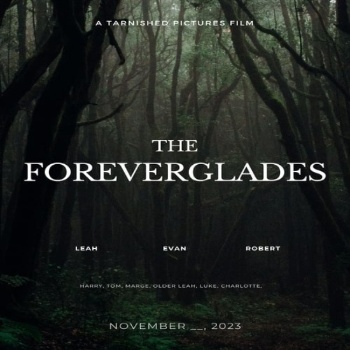 A TARNISHED PICTURES FILM
THE
FOREVERGLADES
LEAH EVAN ROBERT
HARRY, TOM, MARGE, OLDER LEAH, LUKE, CHARLOTTE,
NOVEMBER __, 2023